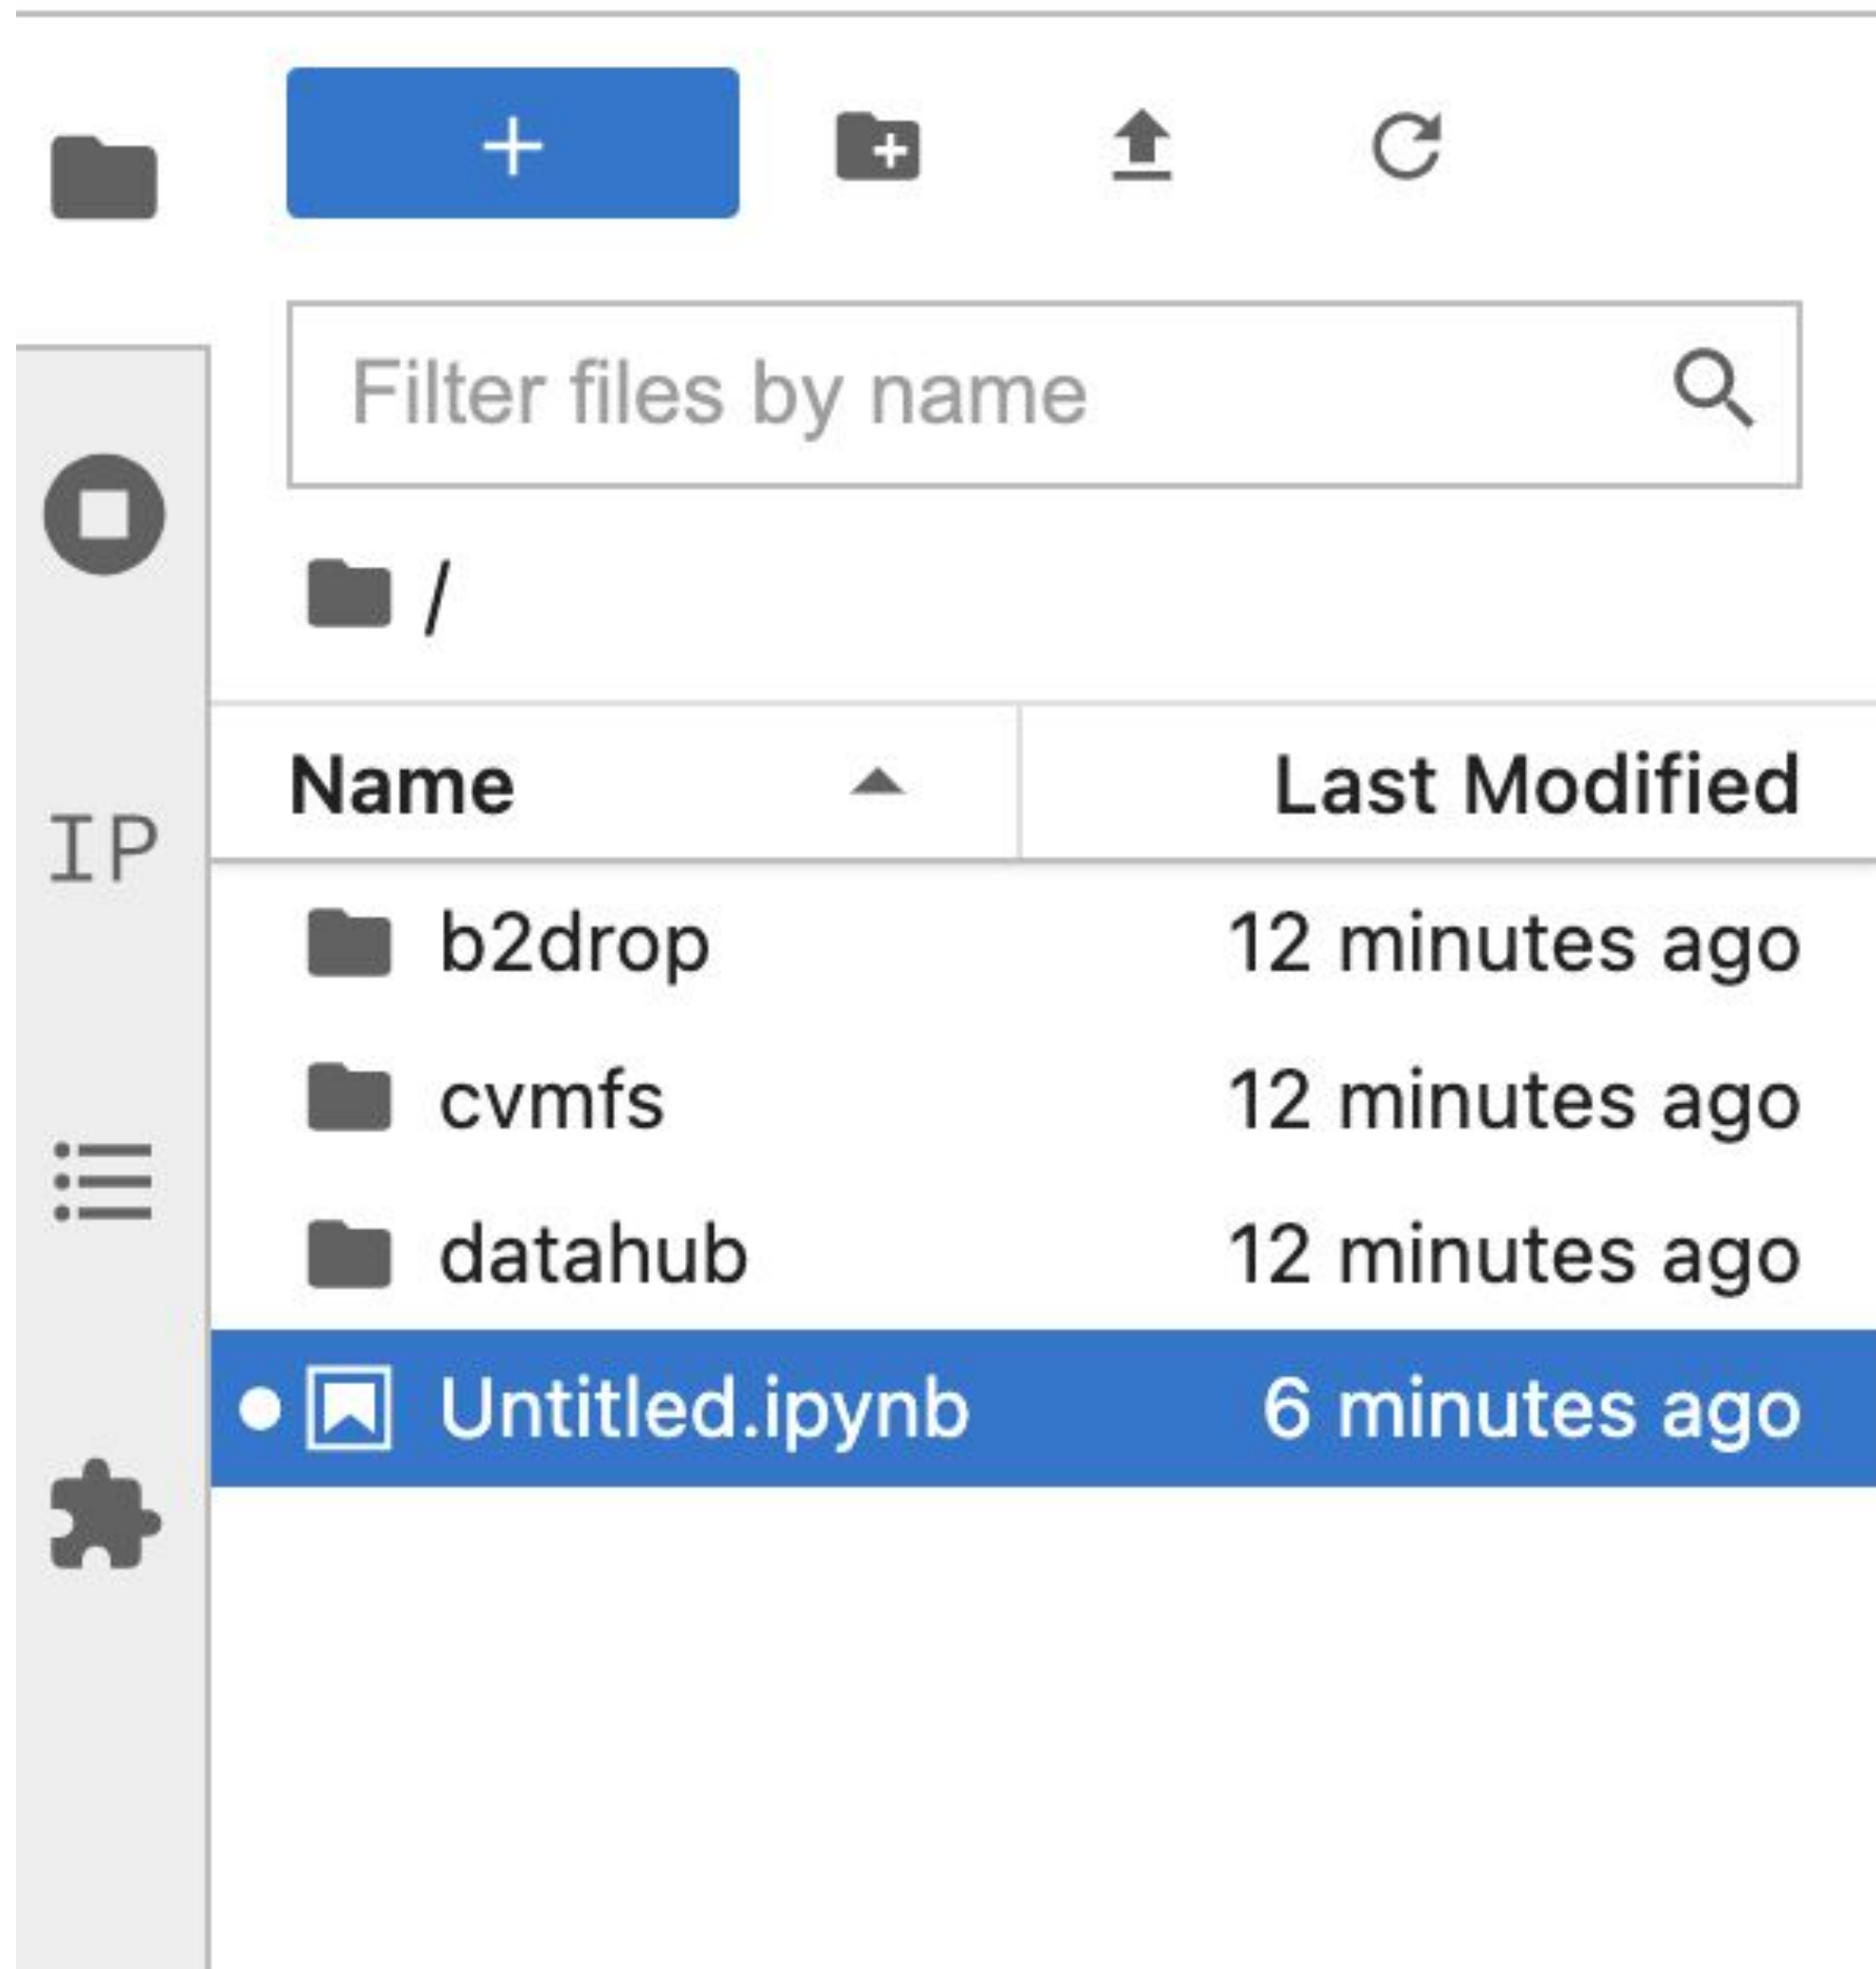 Filter files by name
/
Name Last Modified
IP
b2drop 12 minutes ago
cvmfs 12 minutes ago
datahub 12 minutes ago
Untitled.ipynb 6 minutes ago